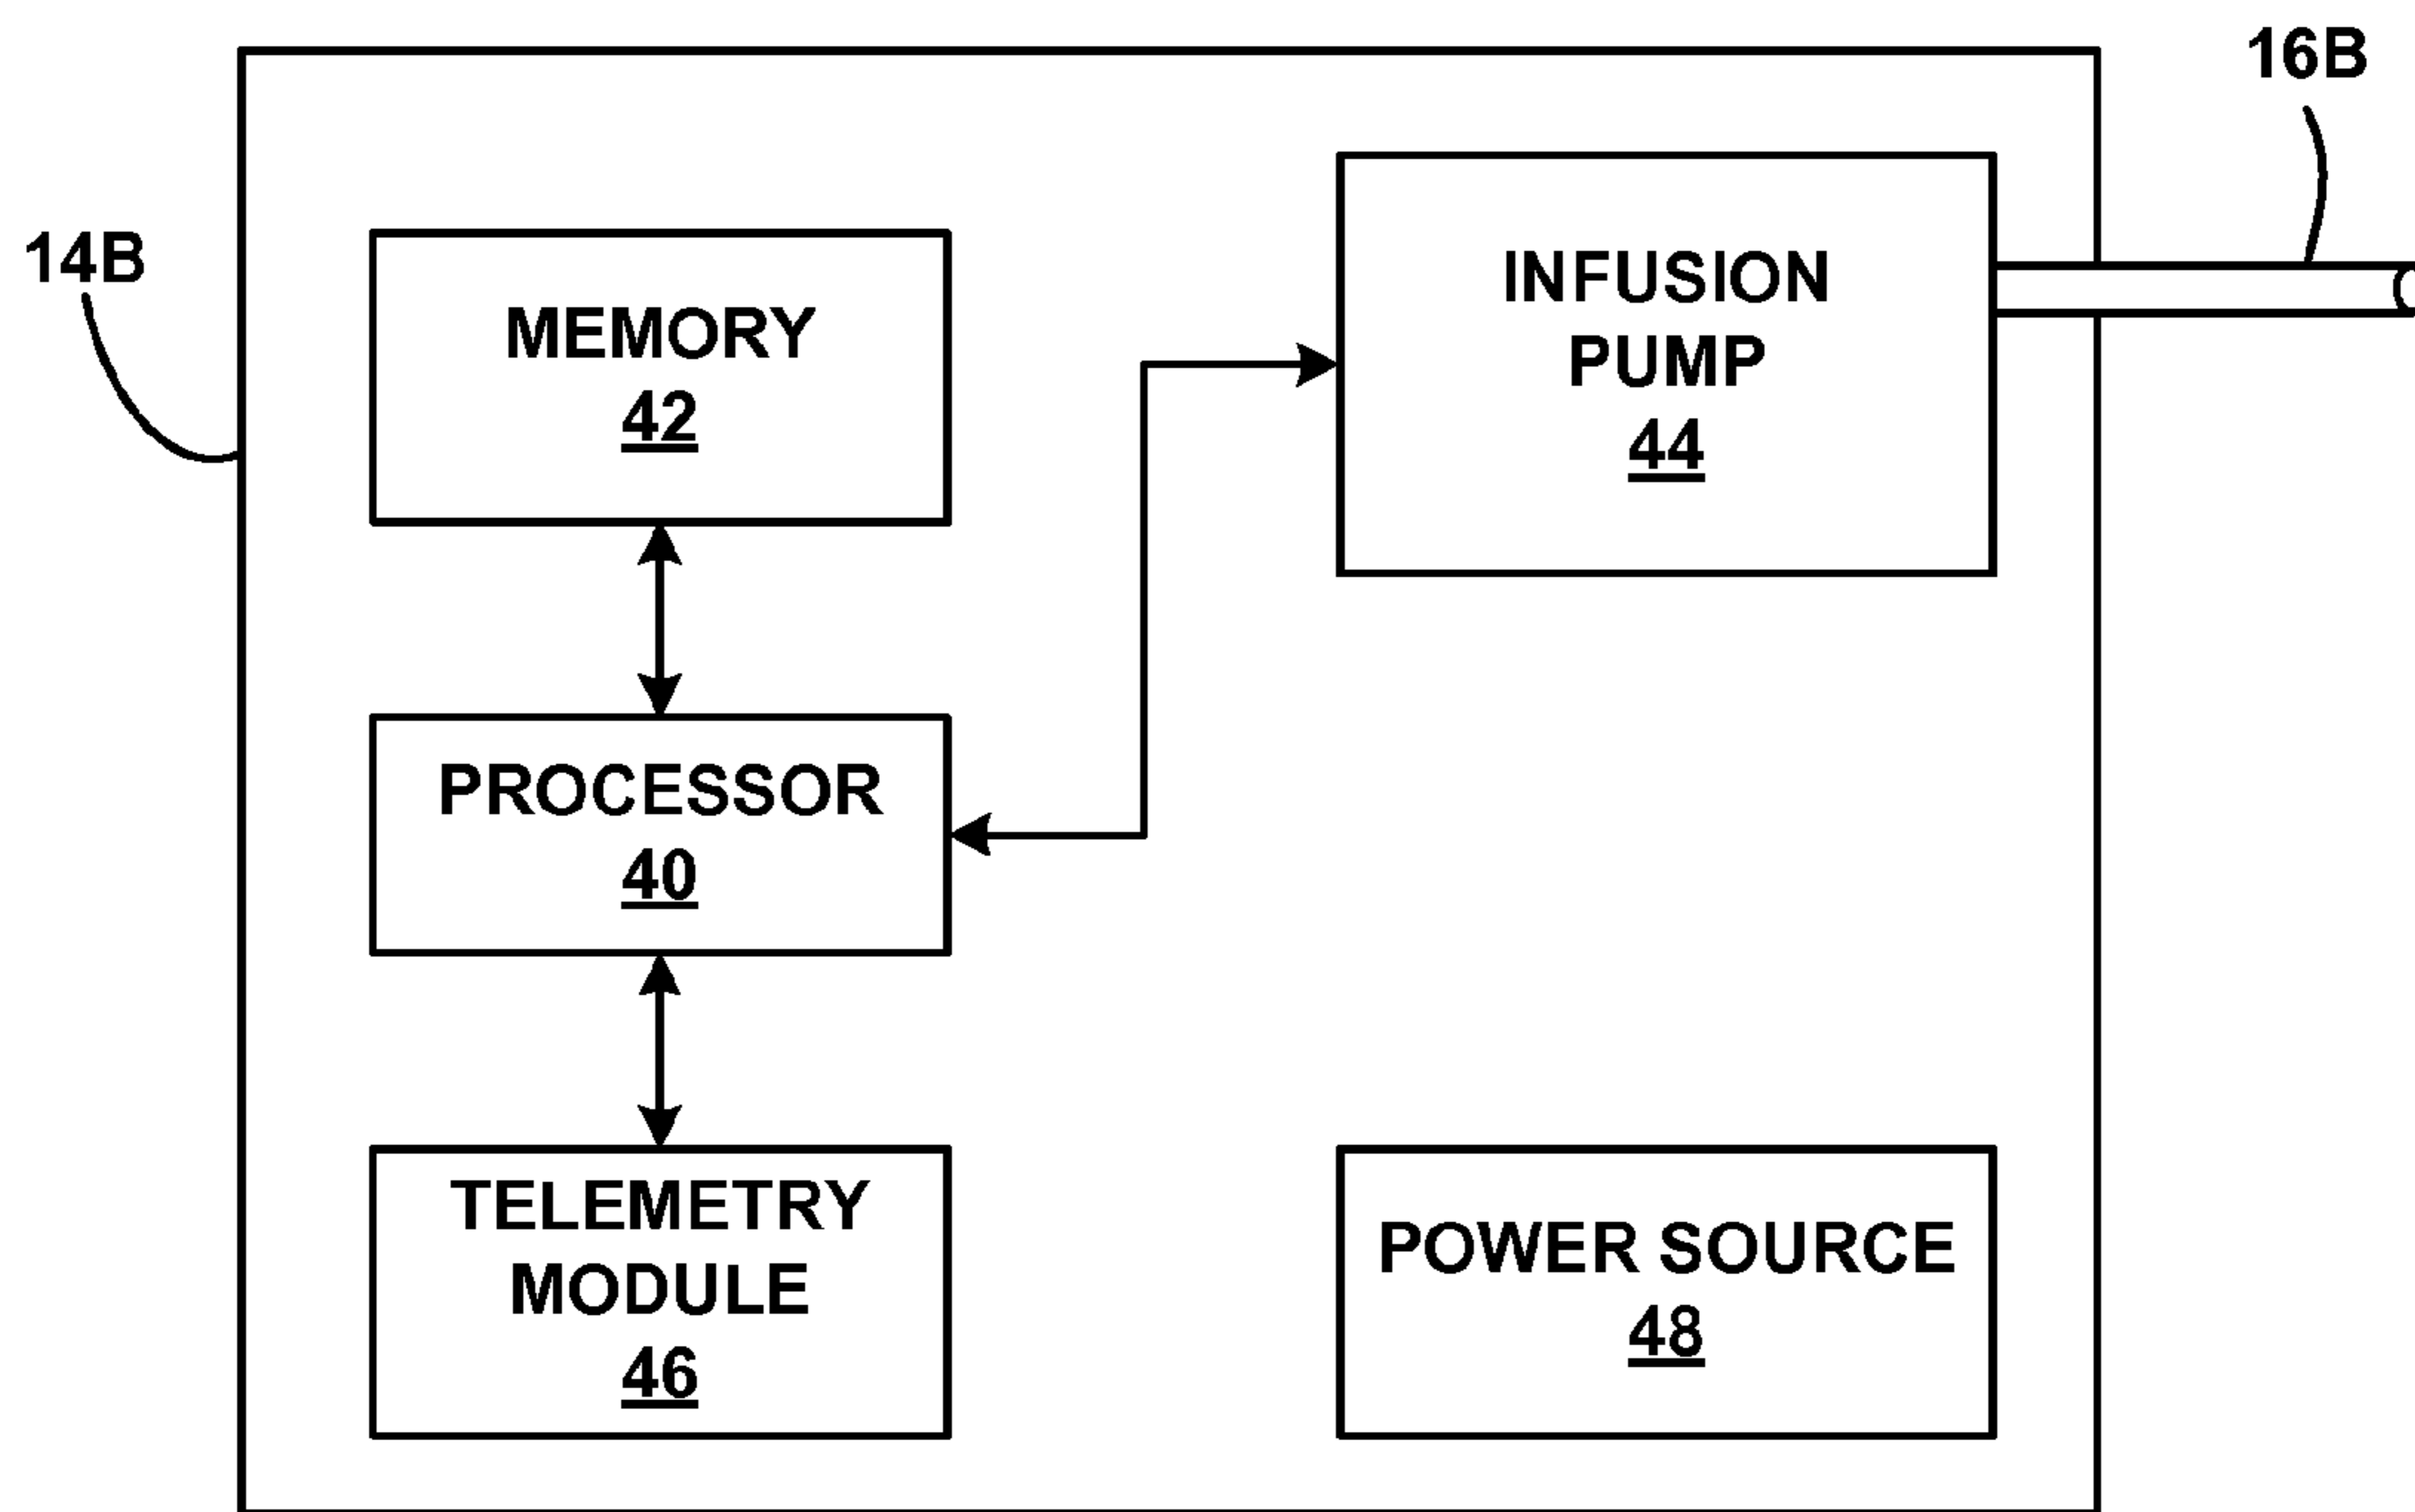 16B
14B
MEMORY
42
INFUSION
PUMP
44
PROCESSOR
40
TELEMETRY
MODULE
46
POWER SOURCE
48